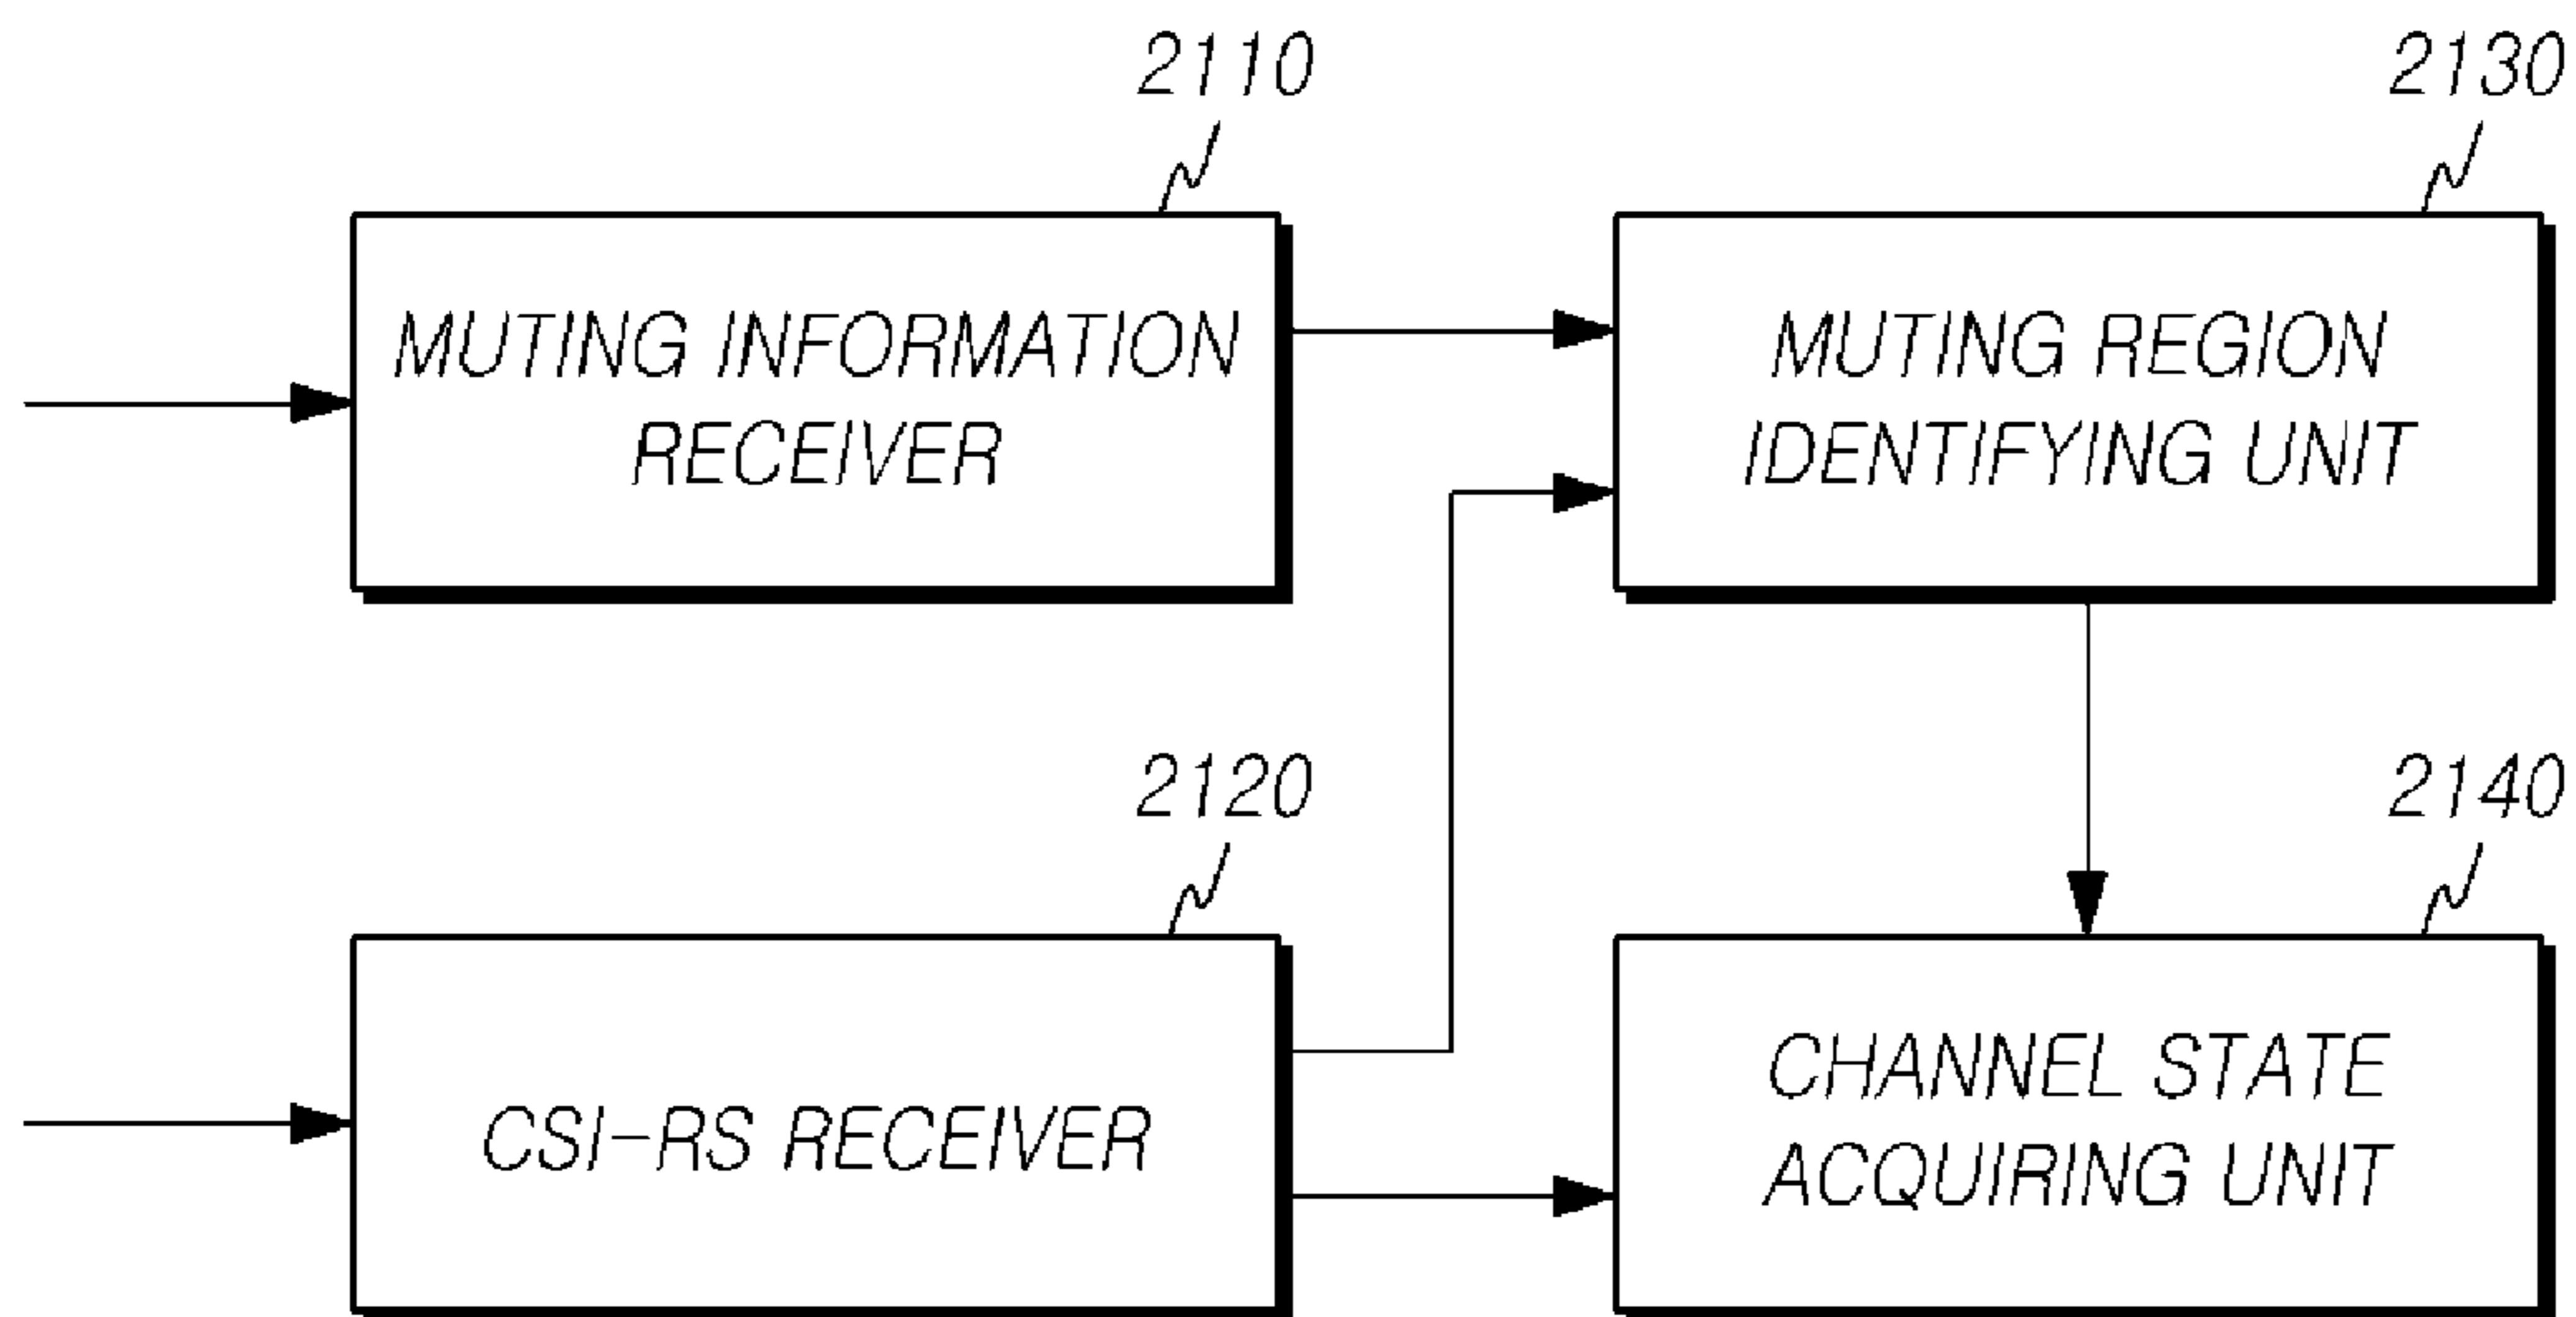 2110
2130
MUTING INFORMATION
RECEIVER
MUTING REGION
IDENTIFYING UNIT
2120
2140
CSI-RS RECEIVER
CHANNEL STATE
ACQUIRING UNIT